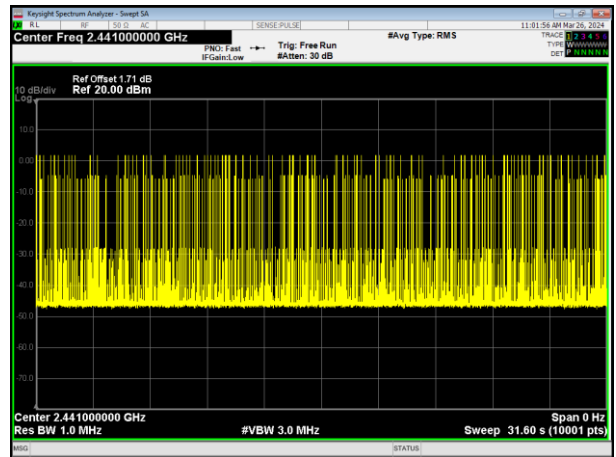 Keysight Spectrum Analyzer - Swept SA
RL RF 50 Ω AC SENSE:PULSE 11:01:56 AM Mar 26, 2024
Center Freq 2.441000000 GHz #Avg Type: RMS TRACE 1 2 3 4 5 6
PNO: Fast Trig: Free Run TYPE WWWWWWW
IFGain:Low #Atten: 30 dB DET P NNNNN
Ref Offset 1.71 dB
10 dB/div Ref 20.00 dBm
Log
10.0
0.00
-10.0
-20.0
-30.0
-40.0
-50.0
-60.0
-70.0
Center 2.441000000 GHz Span 0 Hz
Res BW 1.0 MHz #VBW 3.0 MHz Sweep 31.60 s (10001 pts)
MSG STATUS